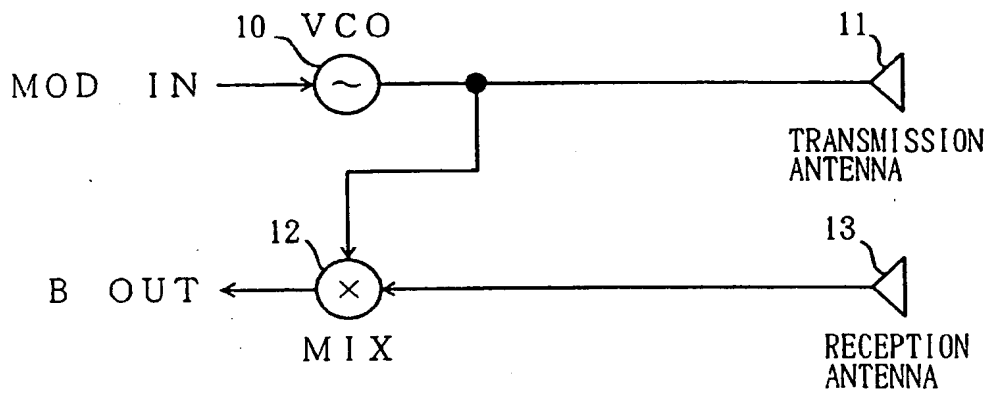 10 VCO
11
MOD IN
~
TRANSMISSION
ANTENNA
12
13
B OUT
×
MIX
RECEPTION
ANTENNA